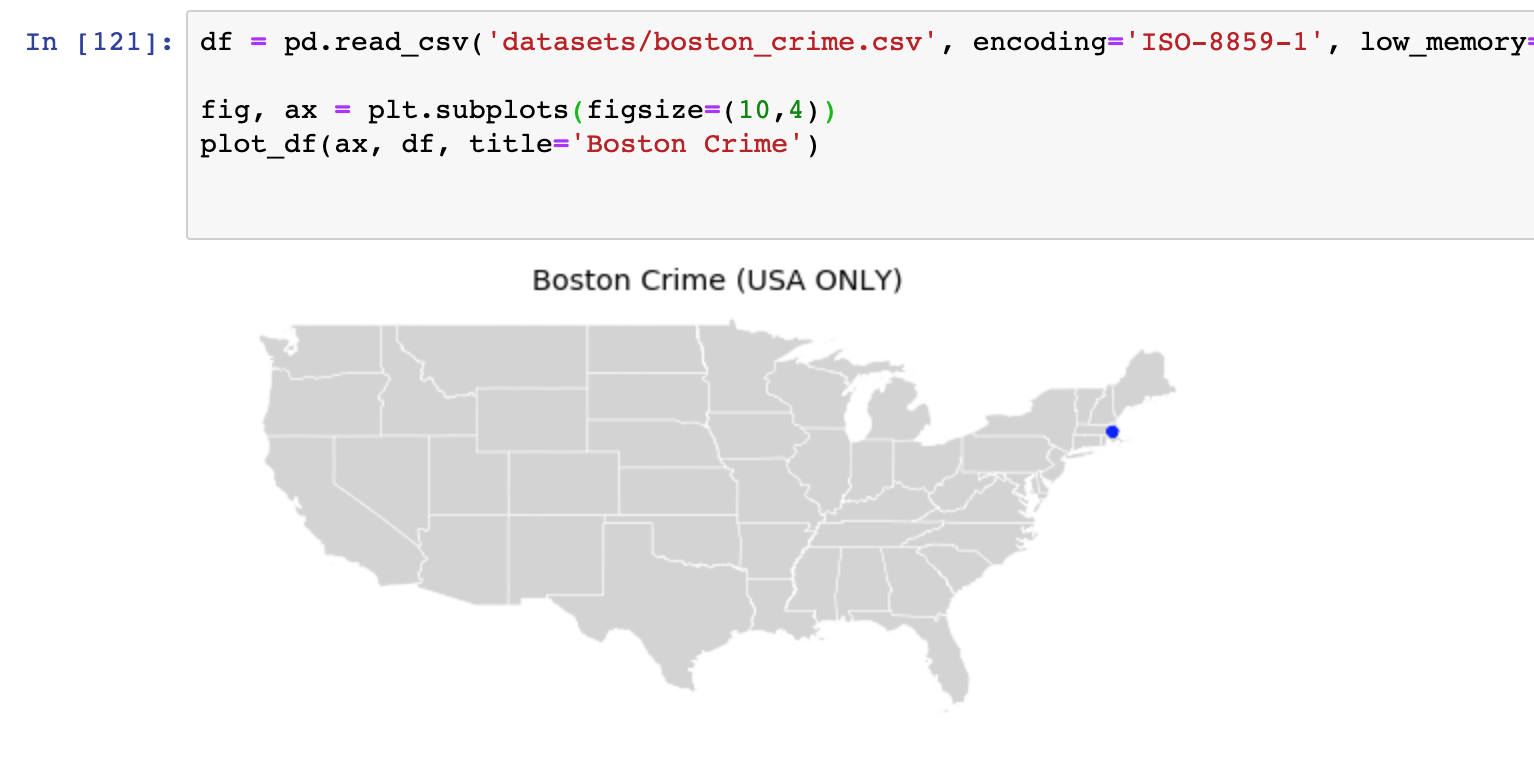 In [121]: df = pd.read_csv('datasets/boston_crime.csv', encoding='ISO-8859-1', low_memory=
fig, ax = plt.subplots(figsize=(10,4))
plot_df(ax, df, title='Boston Crime')
Boston Crime (USA ONLY)